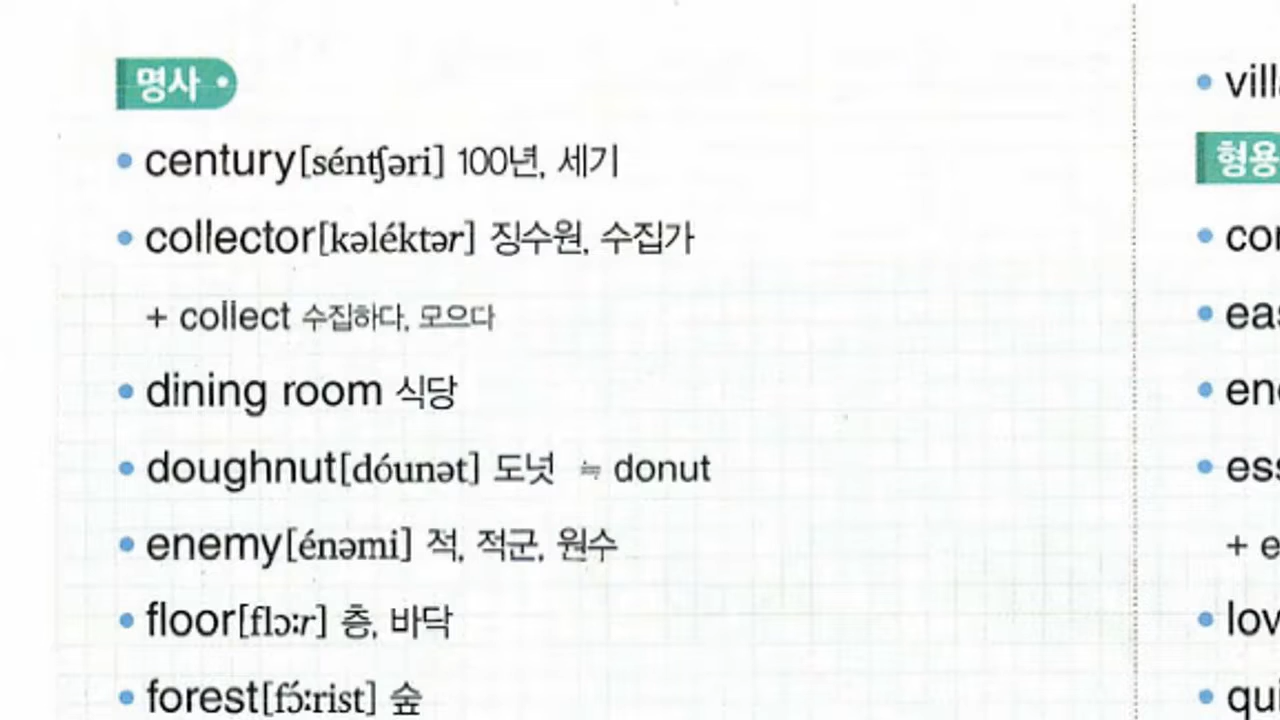 명사
century[séntʃəri] 100년, 세기
collector[kəléktər] 징수원, 수집가
+ collect 수집하다, 모으다
dining room 식당
doughnut[dóunət] 도넛 ≒ donut
enemy[énəmi] 적, 적군, 원수
floor[flɔːr] 층, 바닥
forest[fɔ́ːrist] 숲